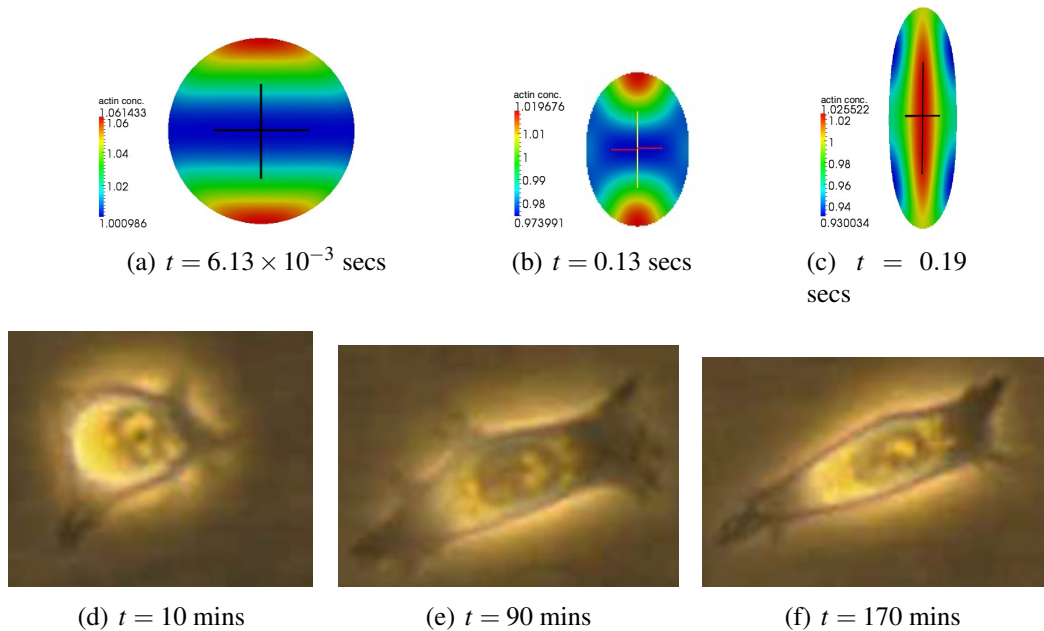 actin conc.
1.061433
1.06
1.04
1.02
1.000986
actin conc.
1.019676
1.01
1
0.99
0.98
0.973991
actin conc.
1.025522
1.02
1
0.98
0.96
0.94
0.930034
(a) t = 6.13 × 10⁻³ secs
(b) t = 0.13 secs
(c) t = 0.19
secs
(d) t = 10 mins
(e) t = 90 mins
(f) t = 170 mins